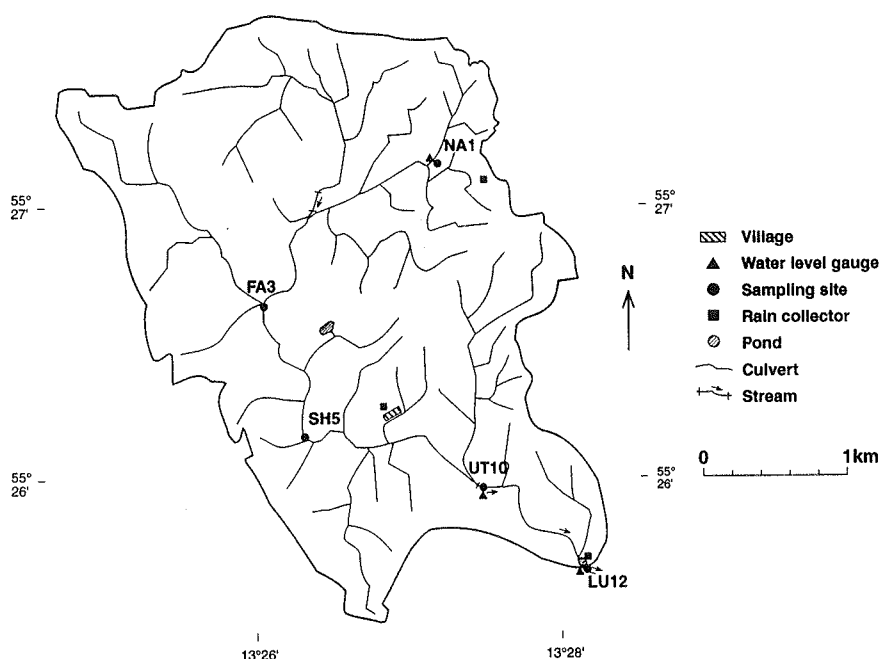 NA1
55°
27'
55°
27'
Village
Water level gauge
Sampling site
Rain collector
Pond
Culvert
Stream
N
FA3
SH5
UT10
0 1km
55°
26'
55°
26'
LU12
13°26'
13°28'